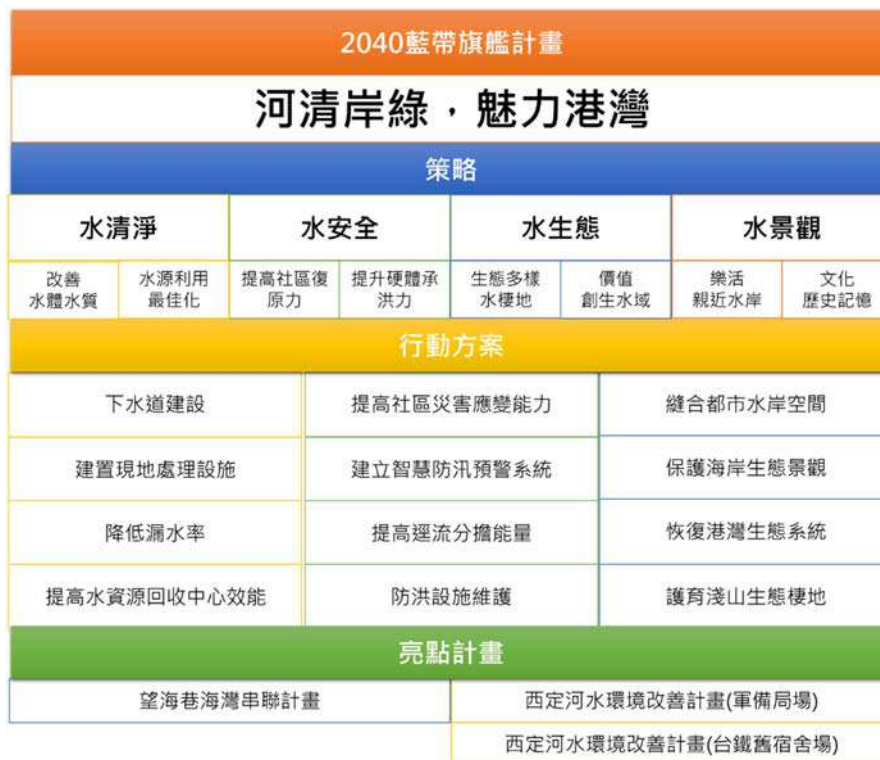 2040藍帶旗艦計畫
河清岸綠，魅力港灣
策略
水清淨
水安全
水生態
水景觀
改善
水體水質
水源利用
最佳化
提高社區復
原力
提升硬體承
洪力
生態多樣
水棲地
價值
創生水域
樂活
親近水岸
文化
歷史記憶
行動方案
下水道建設
提高社區災害應變能力
縫合都市水岸空間
建置現地處理設施
建立智慧防汛預警系統
保護海岸生態景觀
降低漏水率
提高逕流分擔能量
恢復港灣生態系統
提高水資源回收中心效能
防洪設施維護
護育淺山生態棲地
亮點計畫
望海巷海灣串聯計畫
西定河水環境改善計畫(軍備局場)
西定河水環境改善計畫(台鐵舊宿舍場)